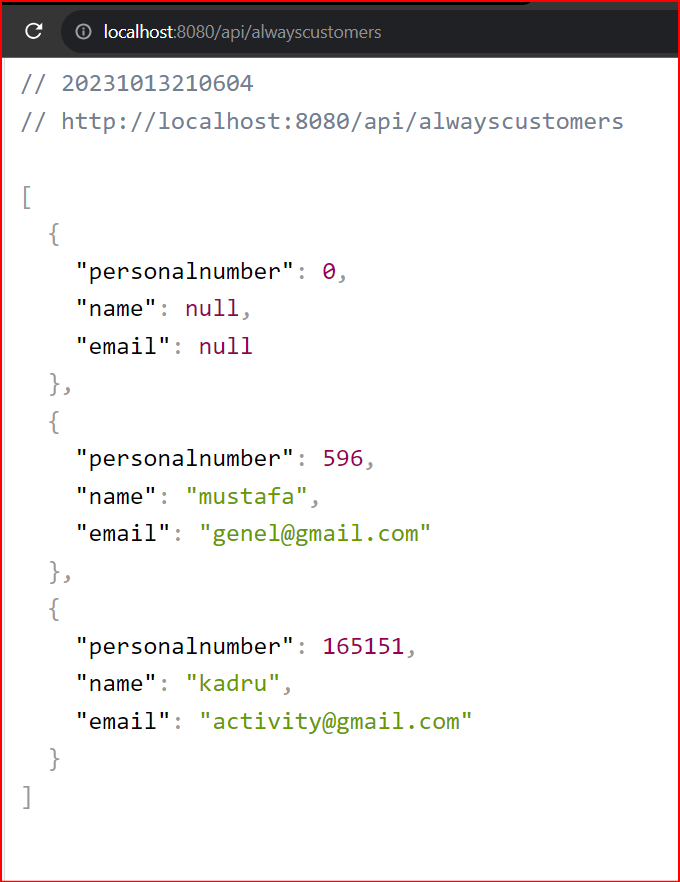 localhost:8080/api/alwayscustomers
// 20231013210604
// http://localhost:8080/api/alwayscustomers
[
  {
    "personalnumber": 0,
    "name": null,
    "email": null
  },
  {
    "personalnumber": 596,
    "name": "mustafa",
    "email": "genel@gmail.com"
  },
  {
    "personalnumber": 165151,
    "name": "kadru",
    "email": "activity@gmail.com"
  }
]